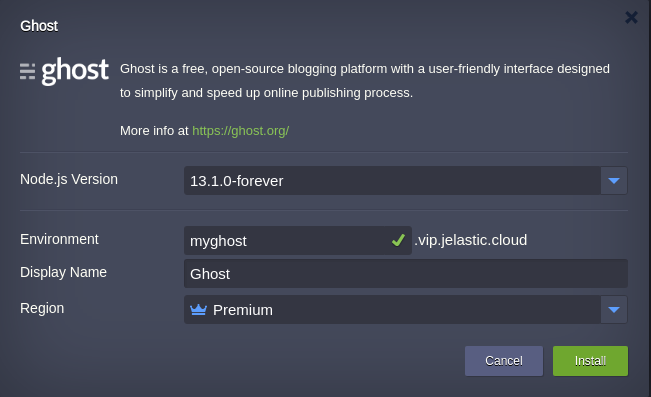 Ghost
ghost
Ghost is a free, open-source blogging platform with a user-friendly interface designed
to simplify and speed up online publishing process.
More info at https://ghost.org/
Node.js Version 13.1.0-forever
Environment myghost .vip.jelastic.cloud
Display Name Ghost
Region Premium
Cancel Install